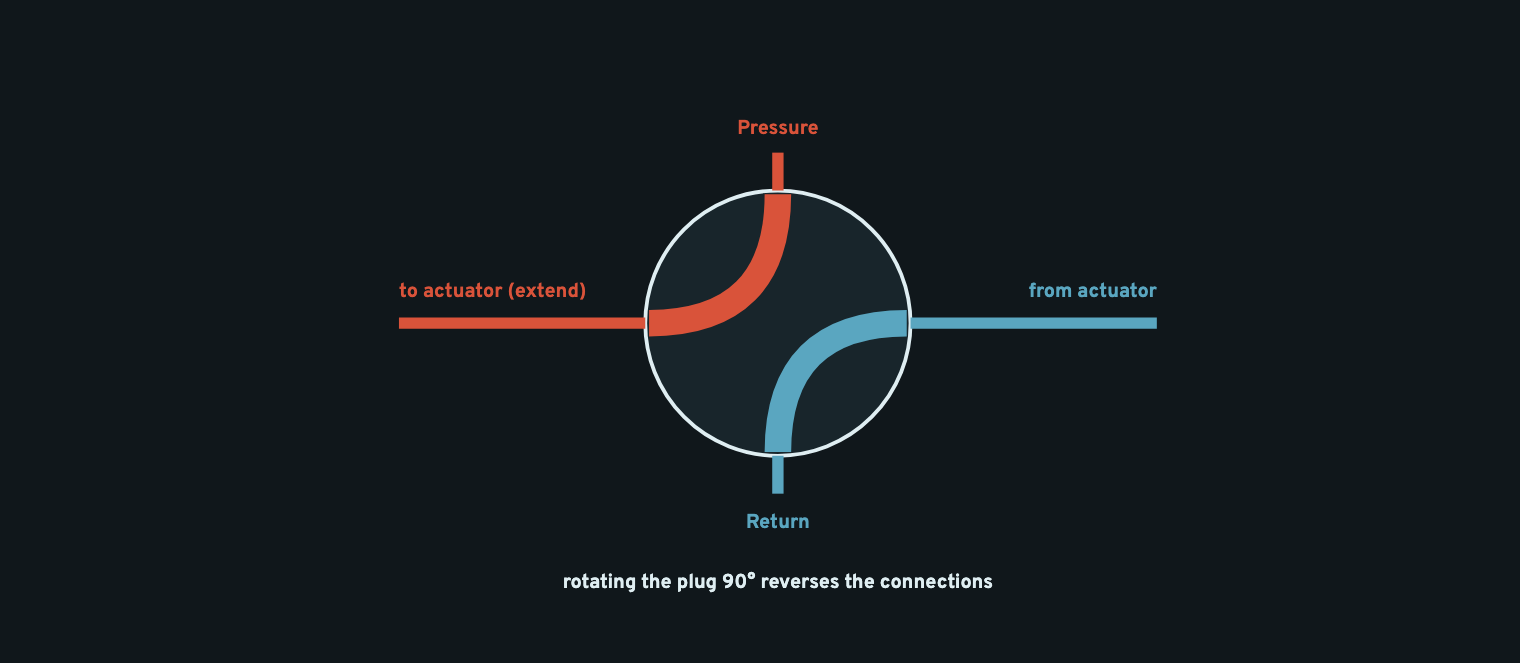 Pressure
to actuator (extend)
from actuator
Return
rotating the plug 90° reverses the connections